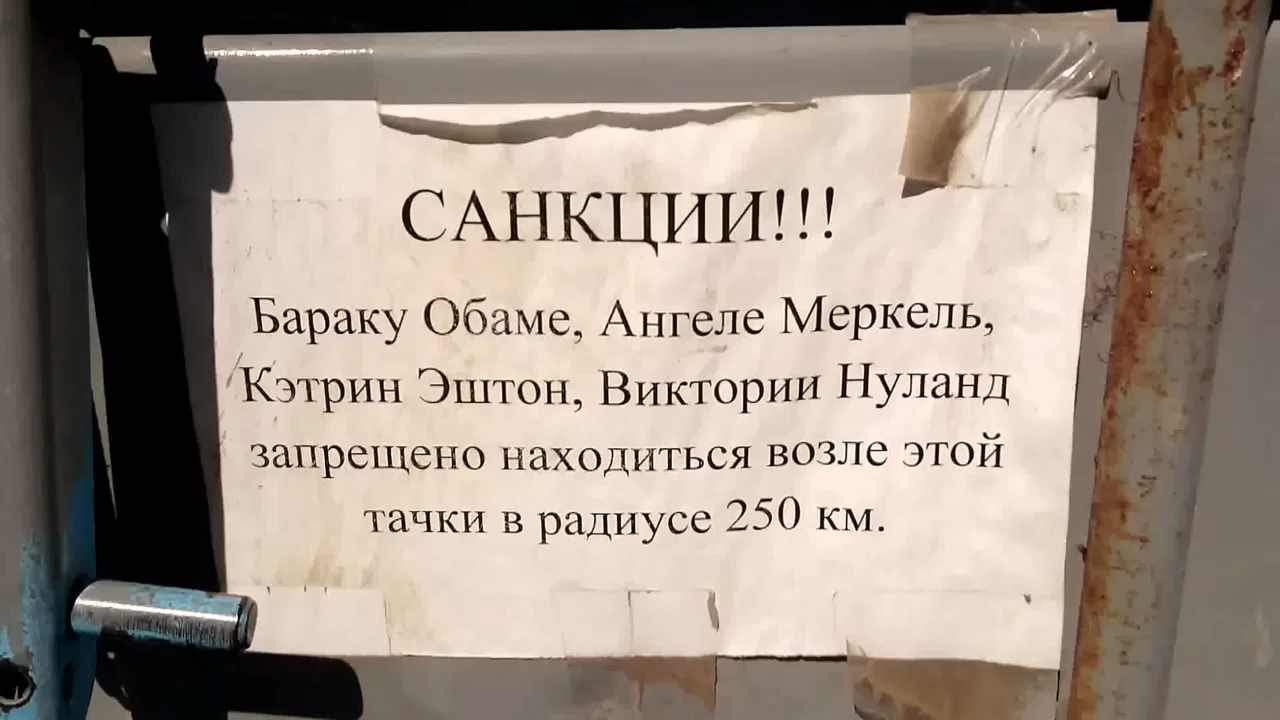 САНКЦИИ!!!
Бараку Обаме, Ангеле Меркель,
Кэтрин Эштон, Виктории Нуланд
запрещено находиться возле этой
тачки в радиусе 250 км.